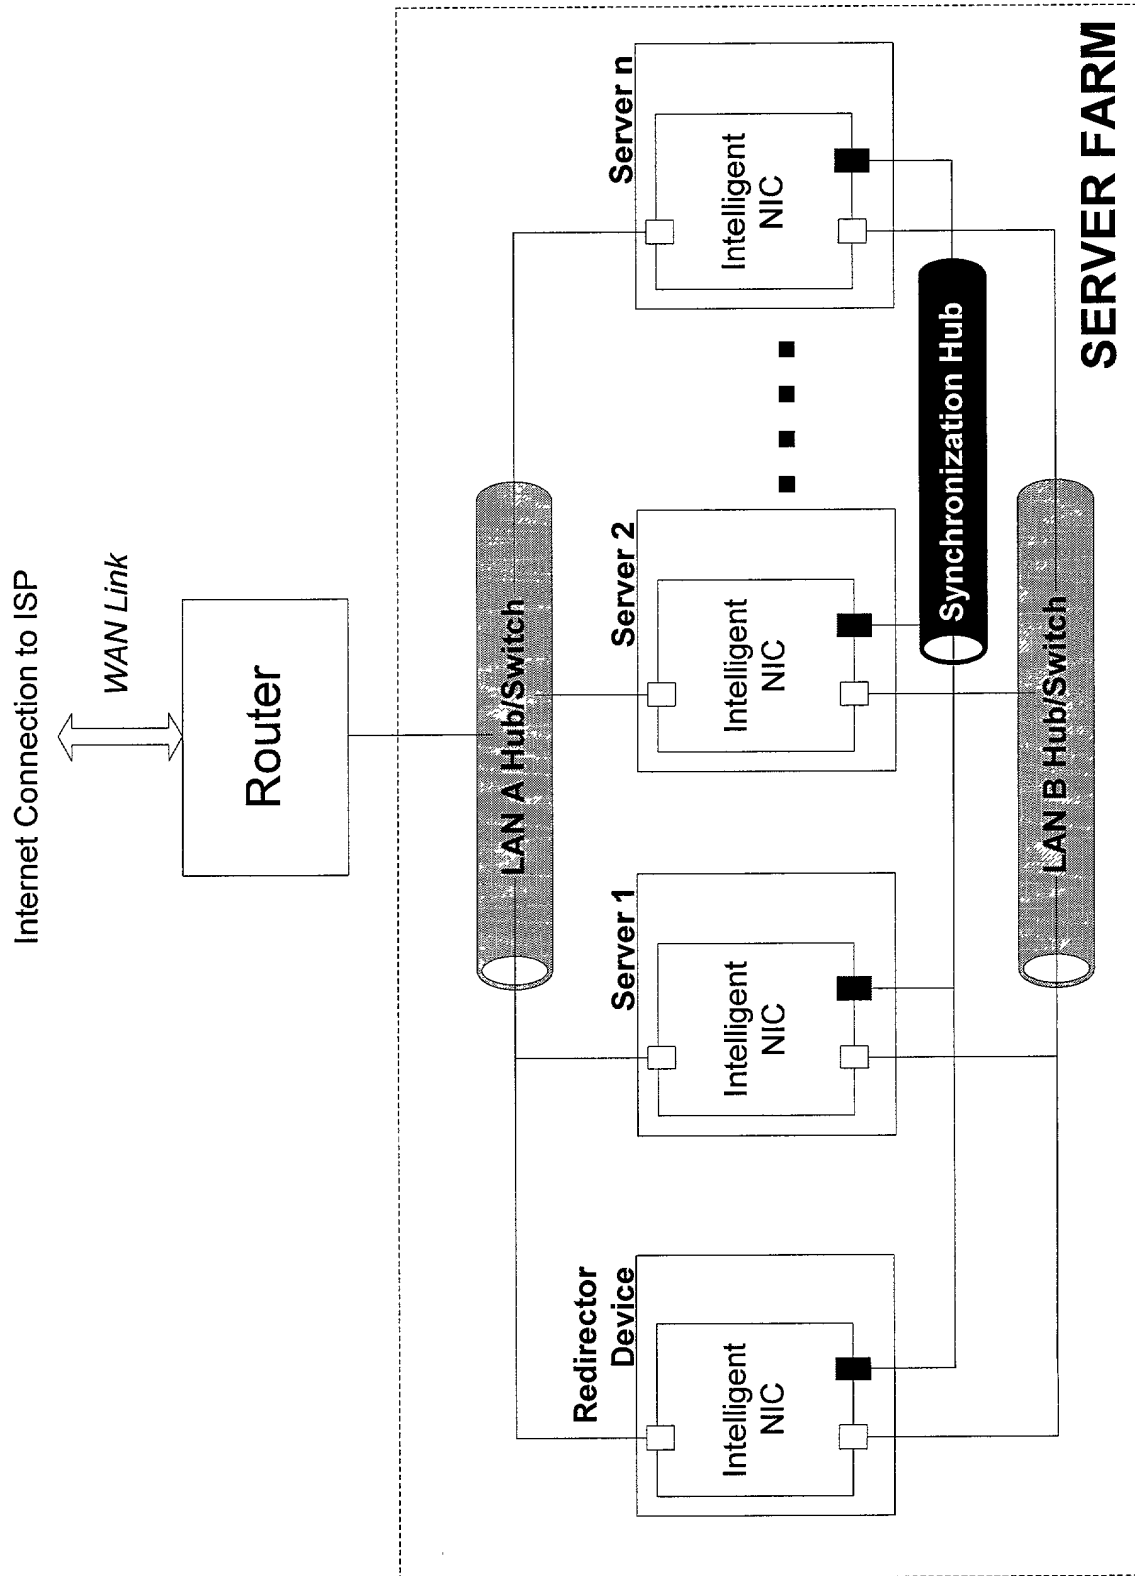 Internet Connection to ISP
WAN Link
Router
LAN A Hub/Switch
Redirector
Device
Intelligent
NIC
Server 1
Intelligent
NIC
Server 2
Intelligent
NIC
Server n
Intelligent
NIC
Synchronization Hub
LAN B Hub/Switch
SERVER FARM